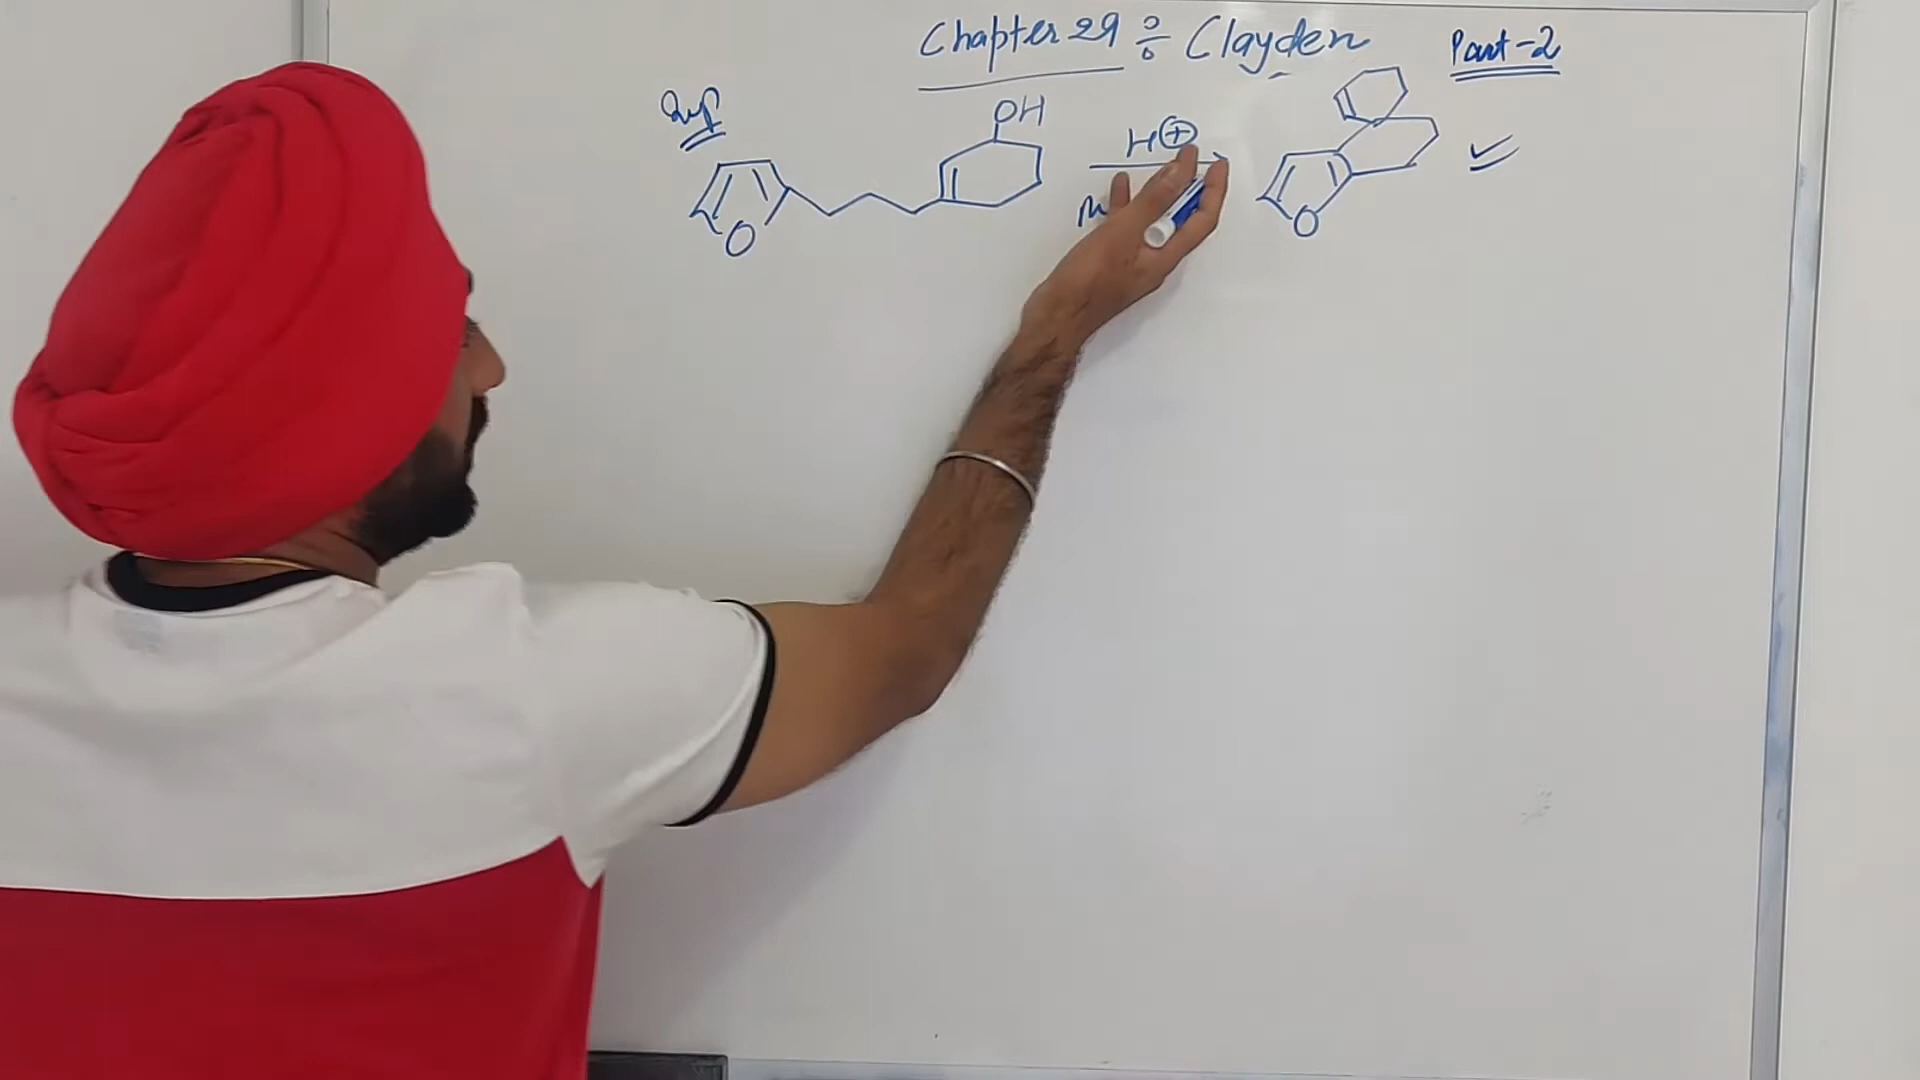 Chapter 29 : Clayden
Part-2
OH
H⊕
O
O